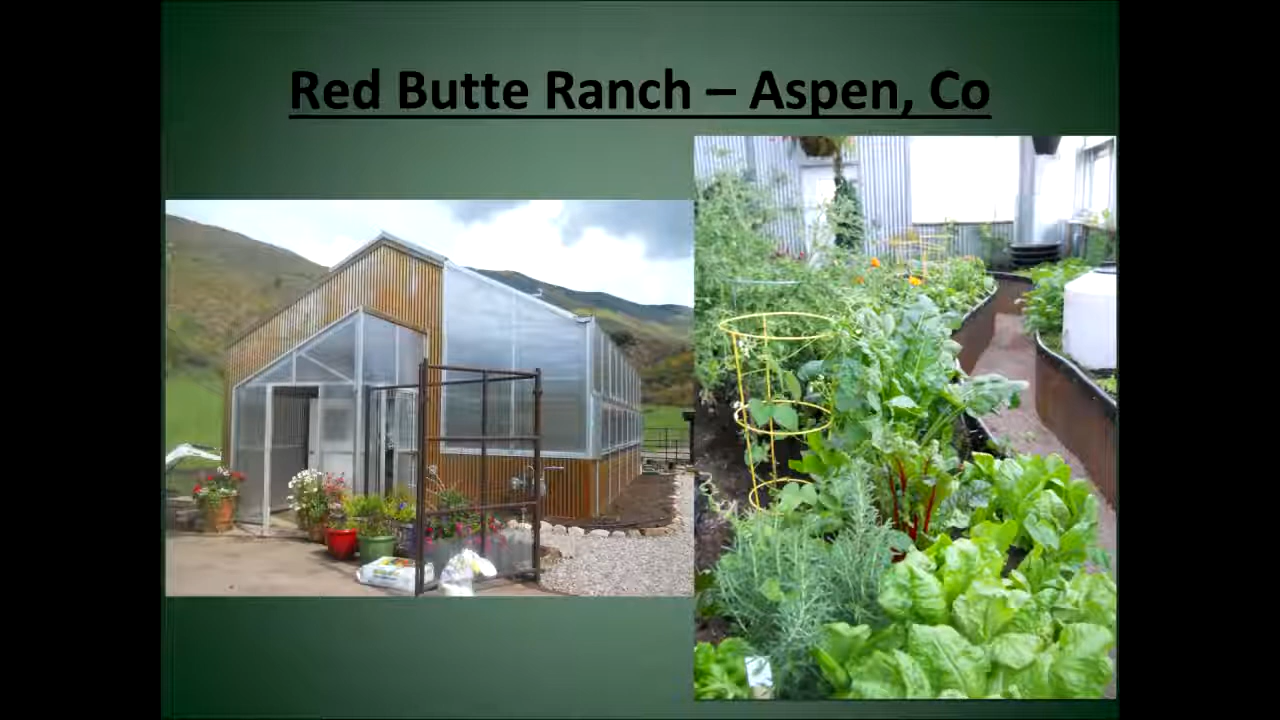 Red Butte Ranch – Aspen, Co